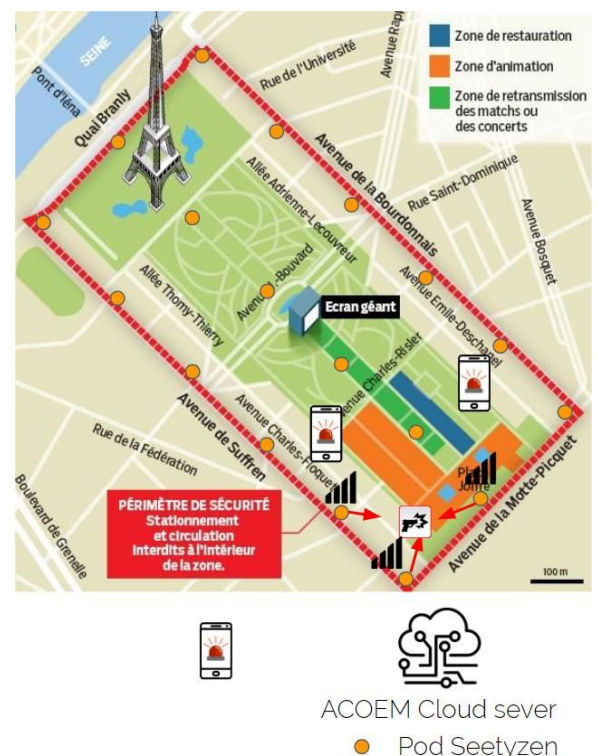 SEINE
Pont d'Iéna
Quai Branly
Rue de l'Université
Avenue Rapp
Zone de restauration
Zone d'animation
Zone de retransmission
des matchs ou
des concerts
Avenue de la Bourdonnais
Rue Saint-Dominique
Avenue Bosquet
Allée Adrienne-Lecouvreur
Allée Thomy-Thierry
Bouvard
Ecran géant
Avenue Emile-Deschanel
Charles-Risler
Avenue de Suffren
Avenue Charles-Floquet
Rue de la Fédération
Boulevard de Grenelle
Joffre
Avenue de la Motte-Picquet
PÉRIMÈTRE DE SÉCURITÉ
Stationnement
et circulation
Interdits à l'intérieur
de la zone.
100 m
ACOEM Cloud sever
Pod Seetyzen